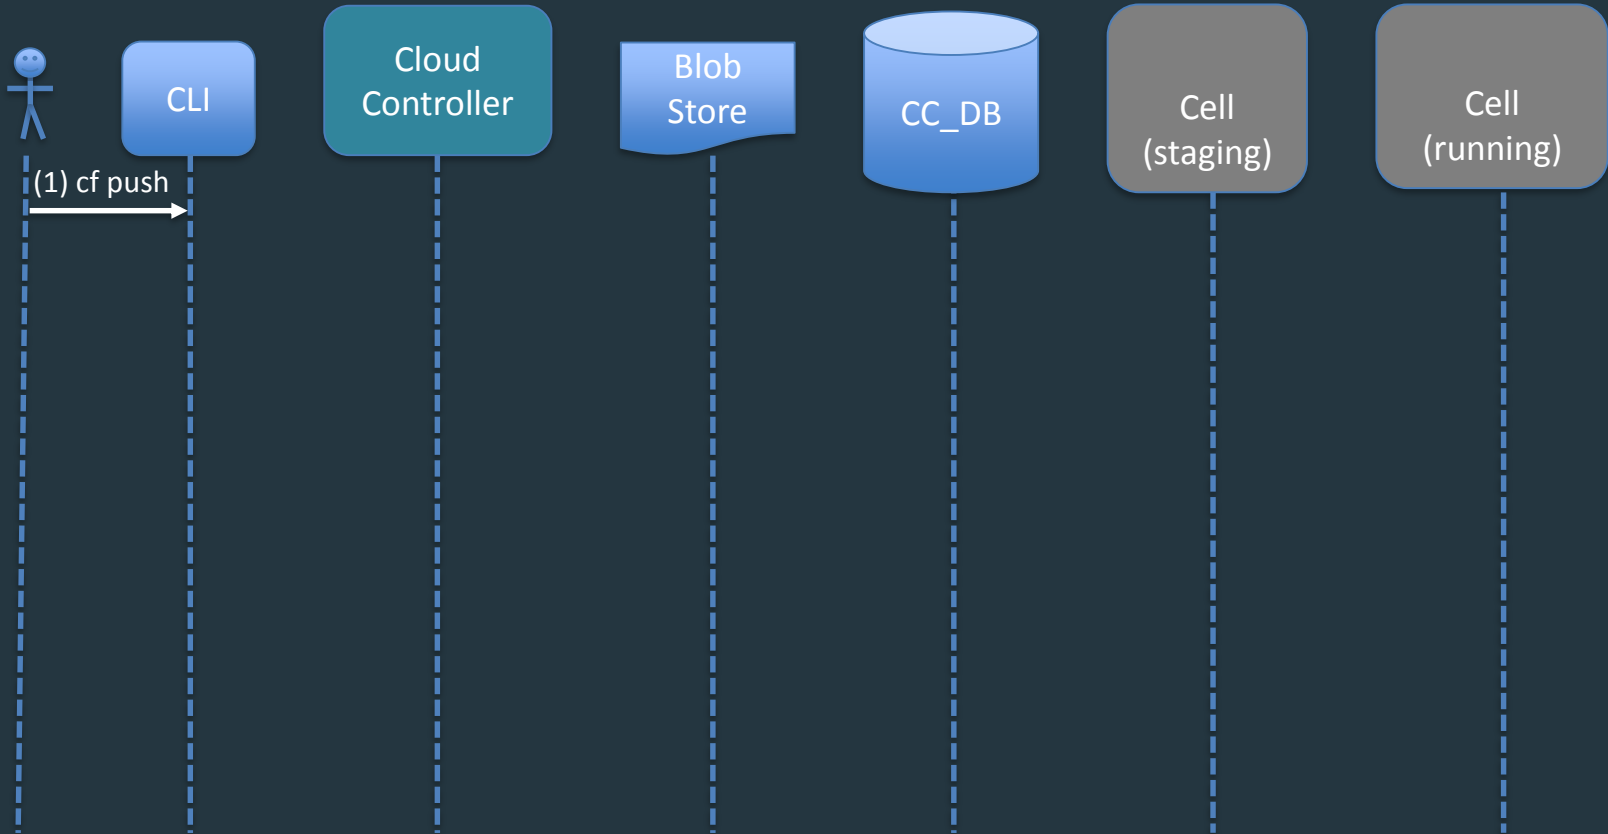 CLI
Cloud
Controller
Blob
Store
CC_DB
Cell
(staging)
Cell
(running)
(1) cf push